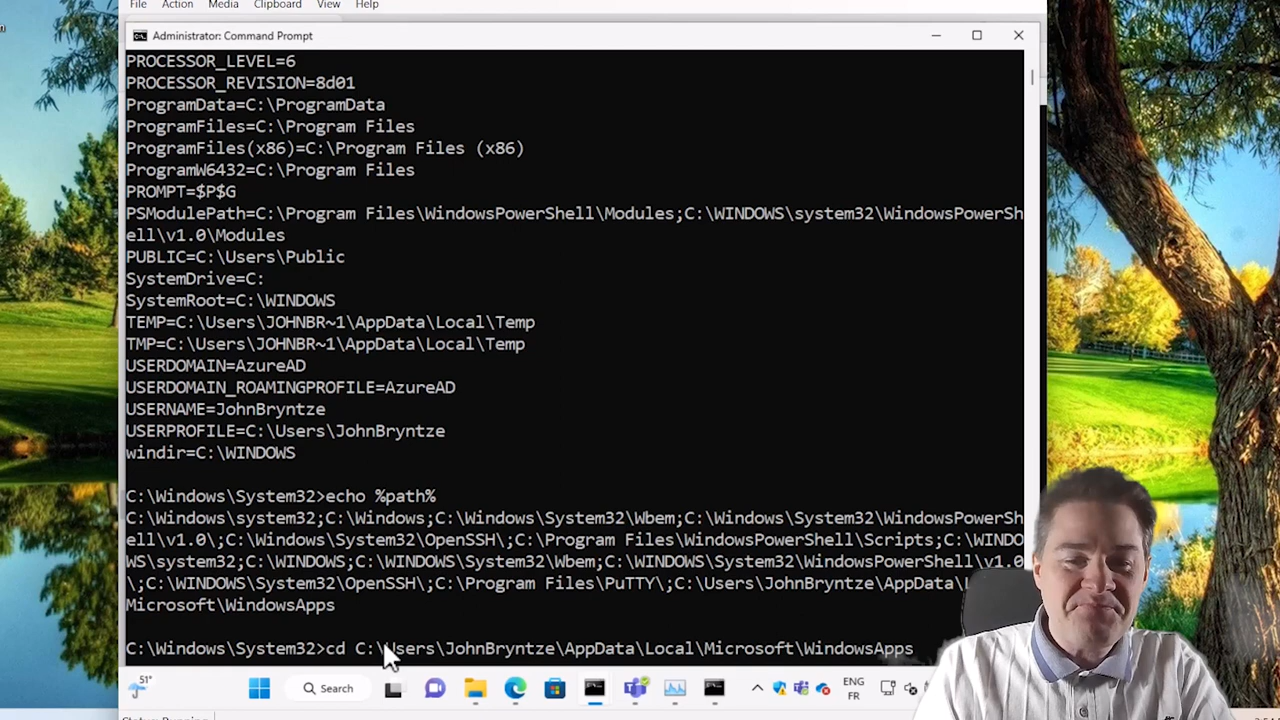 File Action Media Clipboard View Help
Administrator: Command Prompt
PROCESSOR_LEVEL=6
PROCESSOR_REVISION=8d01
ProgramData=C:\ProgramData
ProgramFiles=C:\Program Files
ProgramFiles(x86)=C:\Program Files (x86)
ProgramW6432=C:\Program Files
PROMPT=$P$G
PSModulePath=C:\Program Files\WindowsPowerShell\Modules;C:\WINDOWS\system32\WindowsPowerSh
ell\v1.0\Modules
PUBLIC=C:\Users\Public
SystemDrive=C:
SystemRoot=C:\WINDOWS
TEMP=C:\Users\JOHNBR~1\AppData\Local\Temp
TMP=C:\Users\JOHNBR~1\AppData\Local\Temp
USERDOMAIN=AzureAD
USERDOMAIN_ROAMINGPROFILE=AzureAD
USERNAME=JohnBryntze
USERPROFILE=C:\Users\JohnBryntze
windir=C:\WINDOWS
C:\Windows\System32>echo %path%
C:\Windows\system32;C:\Windows;C:\Windows\System32\Wbem;C:\Windows\System32\WindowsPowerSh
ell\v1.0\;C:\Windows\System32\OpenSSH\;C:\Program Files\WindowsPowerShell\Scripts;C:\WINDO
WS\system32;C:\WINDOWS;C:\WINDOWS\System32\Wbem;C:\WINDOWS\System32\WindowsPowerShell\v1.0
\;C:\WINDOWS\System32\OpenSSH\;C:\Program Files\PuTTY\;C:\Users\JohnBryntze\AppData\
Microsoft\WindowsApps
C:\Windows\System32>cd C:\Users\JohnBryntze\AppData\Local\Microsoft\WindowsApps
51°
Search
ENG
FR